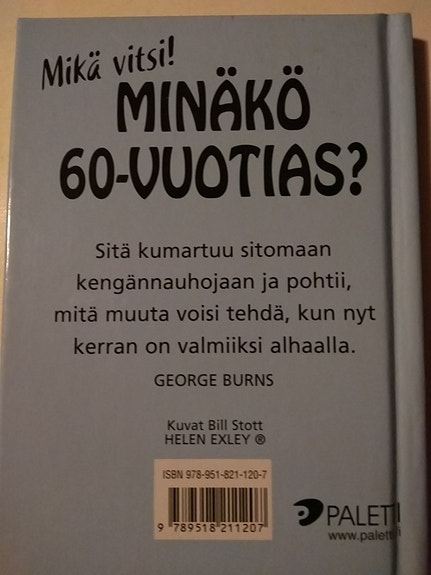 Mikä vitsi!
MINÄKÖ
60-VUOTIAS?
Sitä kumartuu sitomaan
kengännauhojaan ja pohtii,
mitä muuta voisi tehdä, kun nyt
kerran on valmiiksi alhaalla.
GEORGE BURNS
Kuvat Bill Stott
HELEN EXLEY ®
ISBN 978-951-821-120-7
9 789518 211207
PALETTI